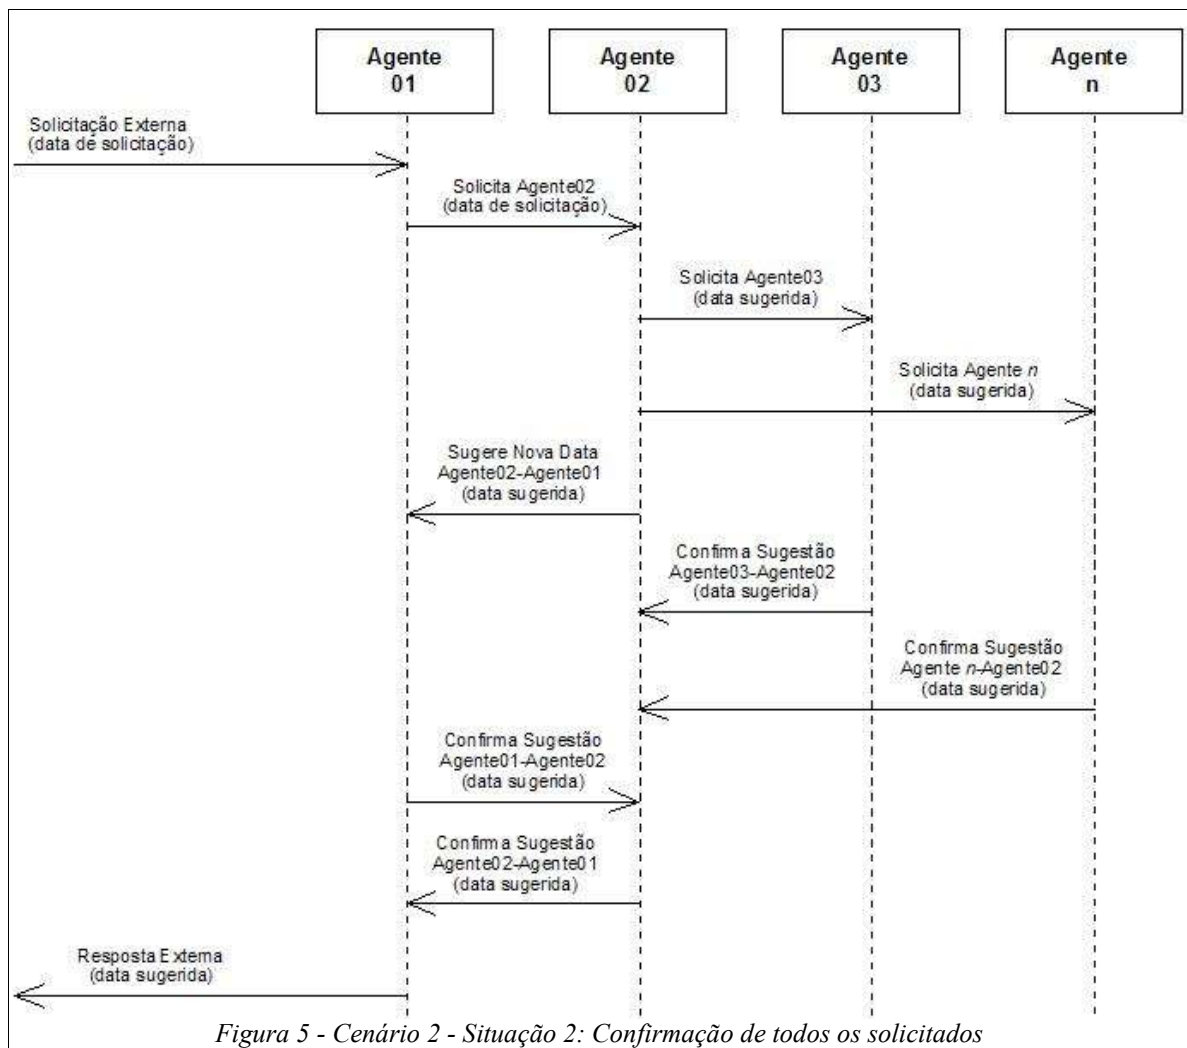 Agente
01
Agente
02
Agente
03
Agente
n
Solicitação Externa
(data de solicitação)
Solicita Agente02
(data de solicitação)
Solicita Agente03
(data sugerida)
Solicita Agente n
(data sugerida)
Sugere Nova Data
Agente02-Agente01
(data sugerida)
Confirma Sugestão
Agente03-Agente02
(data sugerida)
Confirma Sugestão
Agente n-Agente02
(data sugerida)
Confirma Sugestão
Agente01-Agente02
(data sugerida)
Confirma Sugestão
Agente02-Agente01
(data sugerida)
Resposta Externa
(data sugerida)
Figura 5 - Cenário 2 - Situação 2: Confirmação de todos os solicitados